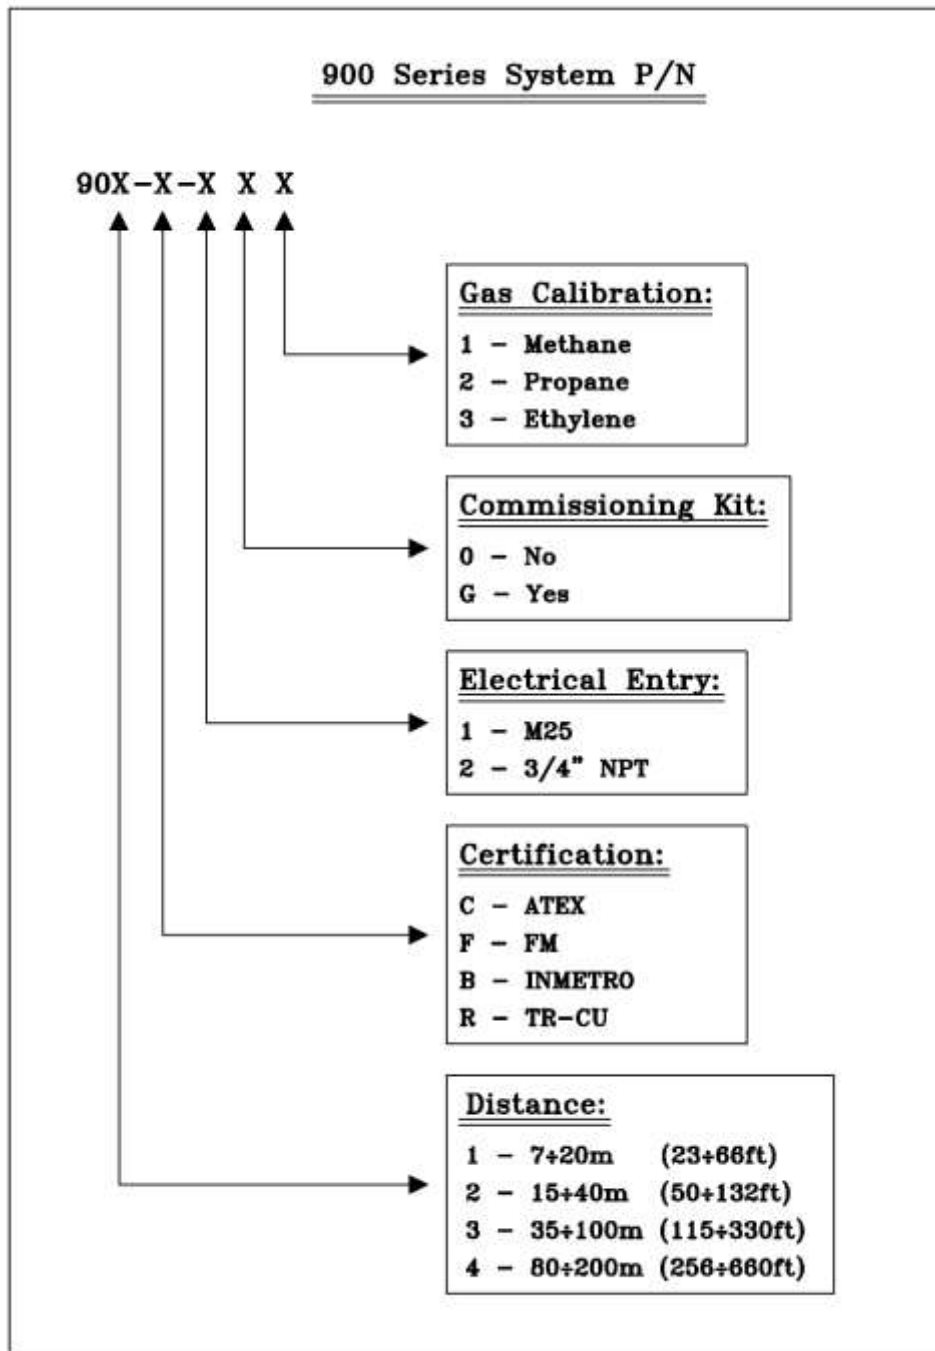 900 Series System P/N
90X-X-X X X
Gas Calibration:
1 - Methane
2 - Propane
3 - Ethylene
Commissioning Kit:
0 - No
G - Yes
Electrical Entry:
1 - M25
2 - 3/4" NPT
Certification:
C - ATEX
F - FM
B - INMETRO
R - TR-CU
Distance:
1 - 7÷20m (23÷66ft)
2 - 15÷40m (50÷132ft)
3 - 35÷100m (115÷330ft)
4 - 80÷200m (256÷660ft)